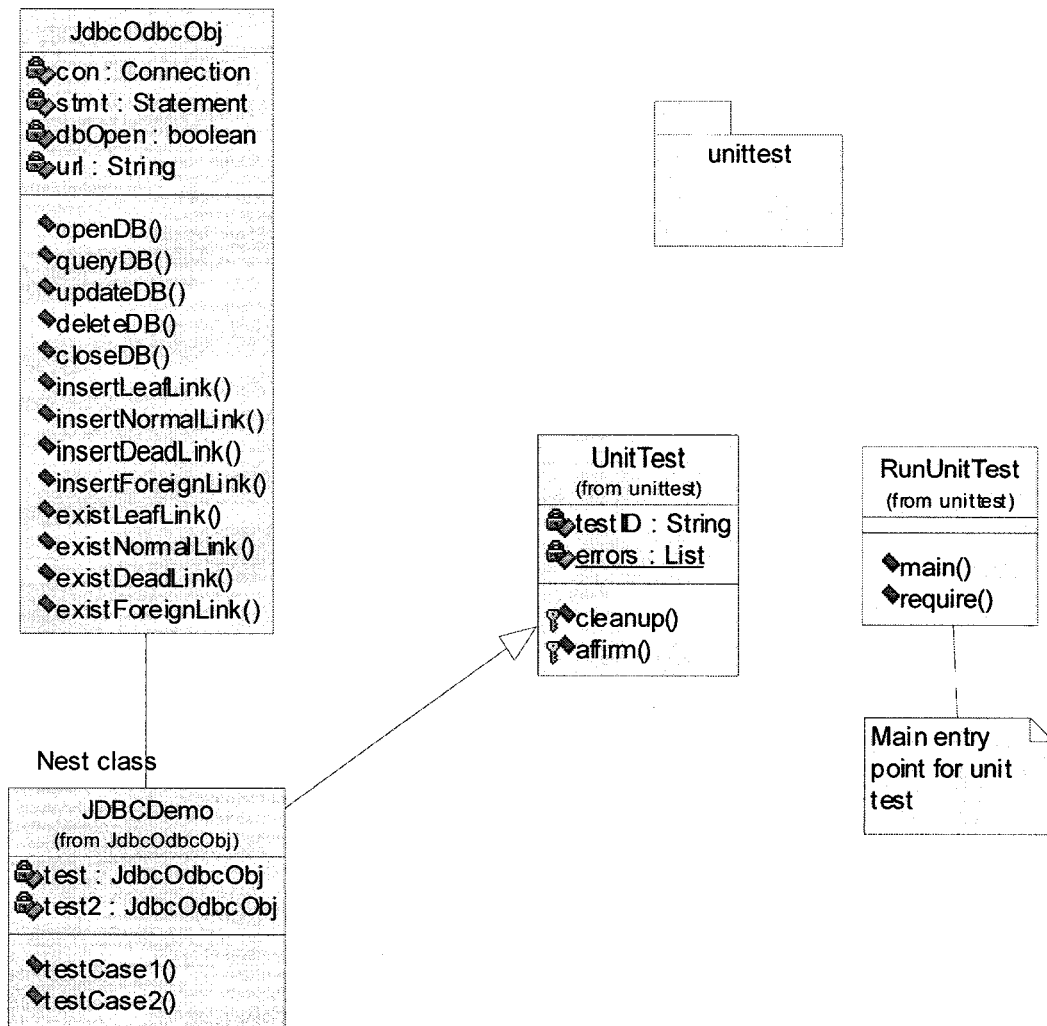 JdbcOdbcObj
con : Connection
stmt : Statement
dbOpen : boolean
url : String
openDB()
queryDB()
updateDB()
deleteDB()
closeDB()
insertLeafLink()
insertNormalLink()
insertDeadLink()
insertForeignLink()
existLeafLink()
existNormalLink()
existDeadLink()
existForeignLink()
unittest
UnitTest
(from unittest)
testID : String
errors : List
cleanup()
affirm()
RunUnitTest
(from unittest)
main()
require()
Main entry
point for unit
test
Nest class
JDBCDemo
(from JdbcOdbcObj)
test : JdbcOdbcObj
test2 : JdbcOdbcObj
testCase1()
testCase2()